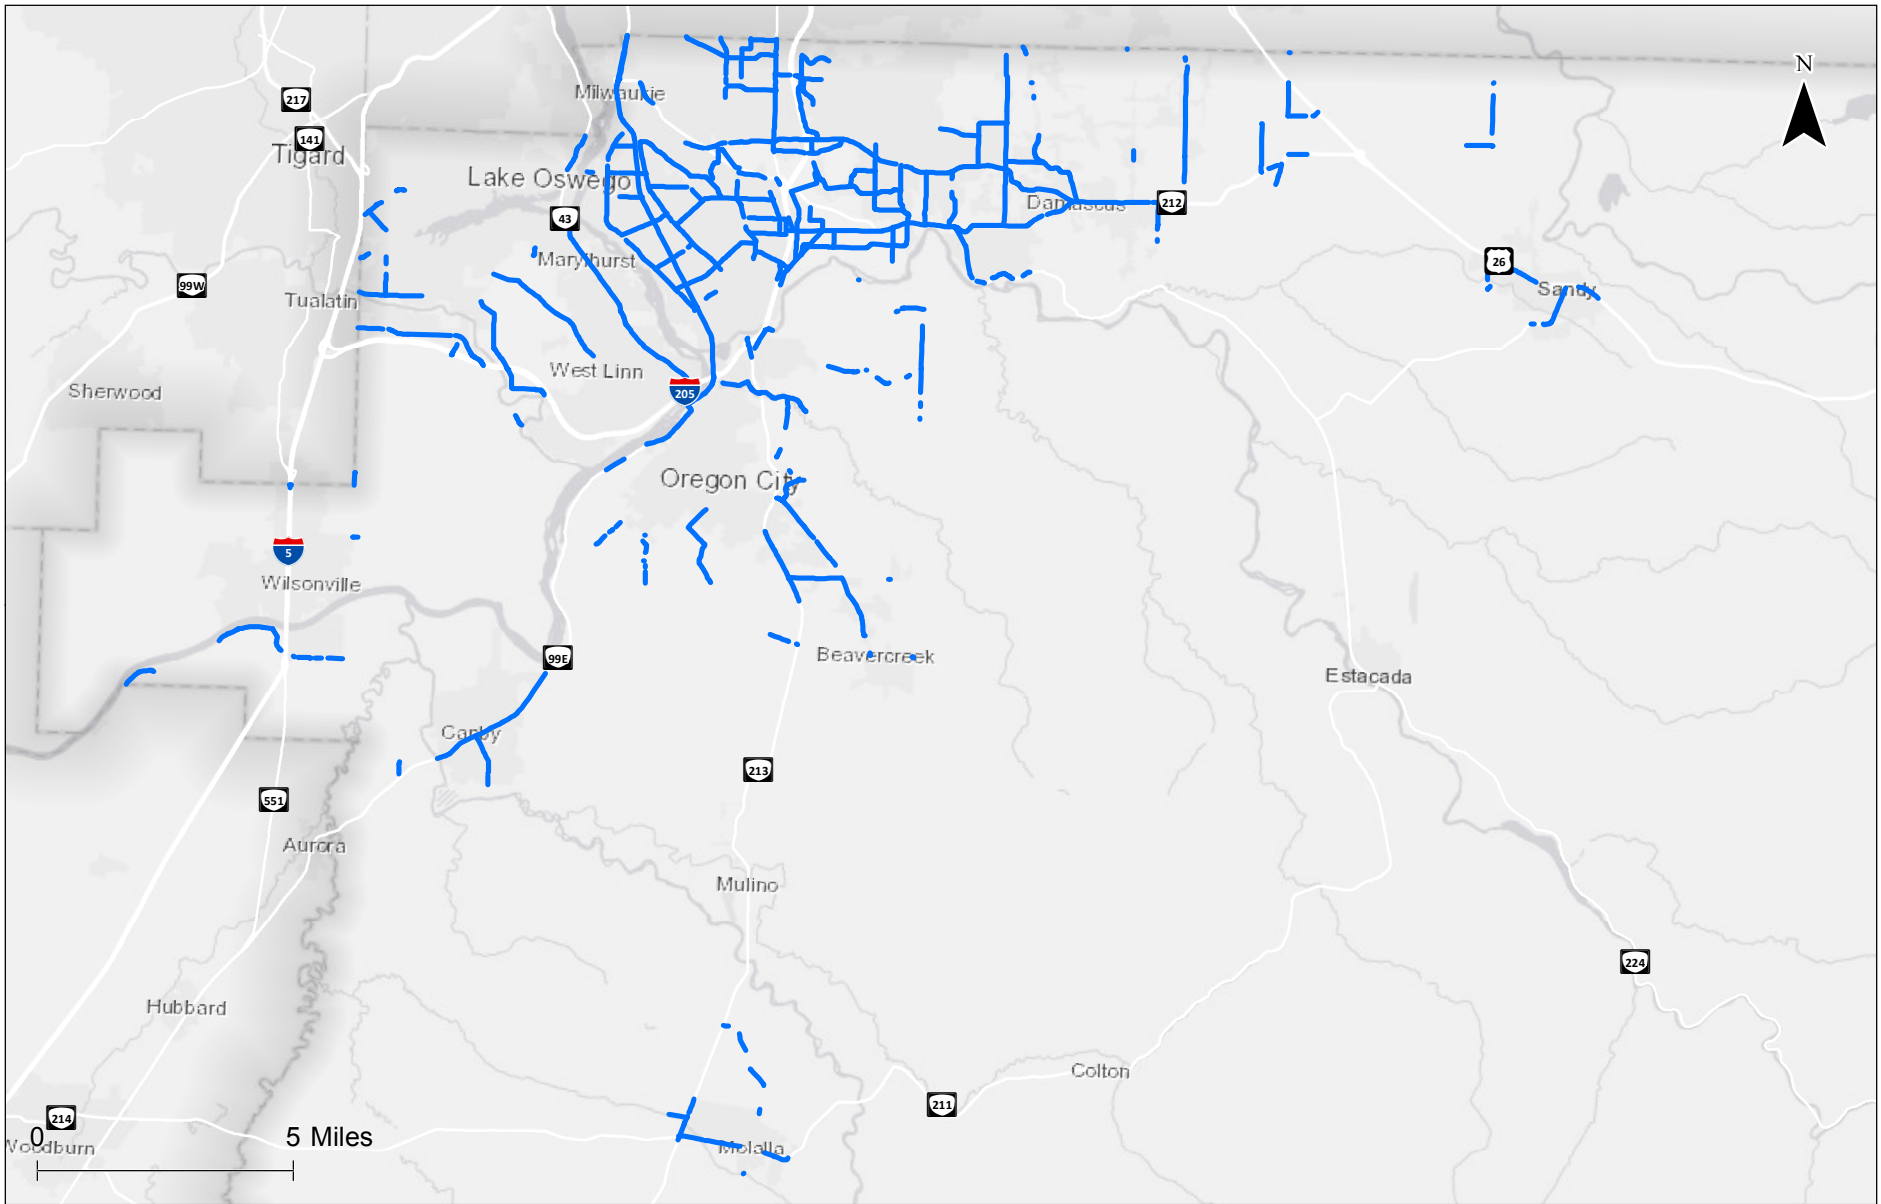 N
217
Milwaukie
141
Tigard
Lake Oswego
43
Damascus
212
Marylhurst
26
99W
Tualatin
Sandy
West Linn
Sherwood
205
Oregon City
5
Wilsonville
99E
Beavercreek
Estacada
Canby
213
551
Aurora
Mulino
224
Hubbard
Colton
211
214
0
5 Miles
Woodburn
Molalla